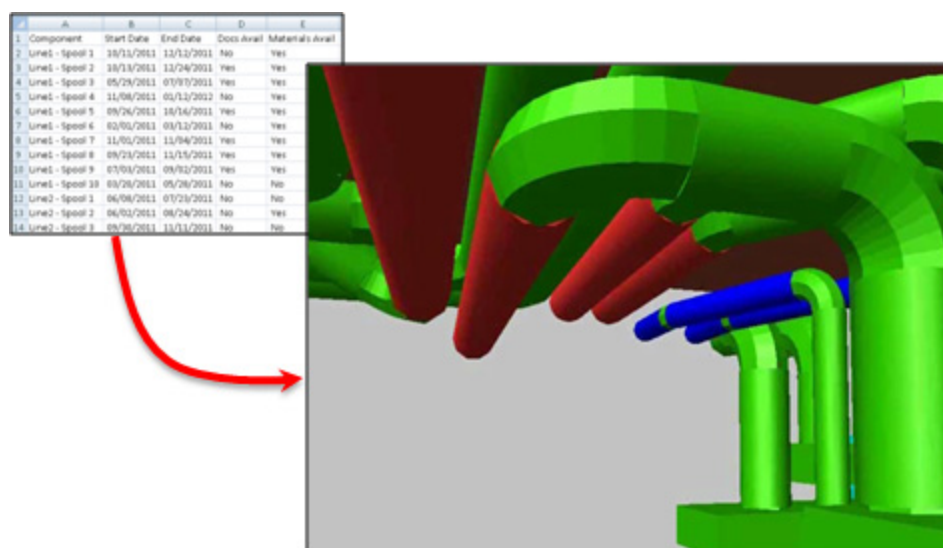 A B C D E
1 Component Start Date End Date Docs Avail Materials Avail
2 Line1 - Spool 1 10/11/2011 12/12/2011 No Yes
3 Line1 - Spool 2 10/13/2011 12/24/2011 Yes Yes
4 Line1 - Spool 3 05/29/2011 07/07/2011 Yes Yes
5 Line1 - Spool 4 11/08/2011 01/12/2012 No Yes
6 Line1 - Spool 5 09/26/2011 10/16/2011 Yes Yes
7 Line1 - Spool 6 02/01/2011 03/12/2011 No Yes
8 Line1 - Spool 7 11/01/2011 11/04/2011 Yes Yes
9 Line1 - Spool 8 09/23/2011 11/15/2011 Yes Yes
10 Line1 - Spool 9 07/03/2011 09/02/2011 Yes Yes
11 Line1 - Spool 10 03/28/2011 05/28/2011 No No
12 Line2 - Spool 1 06/08/2011 07/23/2011 No No
13 Line2 - Spool 2 06/02/2011 08/24/2011 No Yes
14 Line2 - Spool 3 09/30/2011 11/11/2011 No No